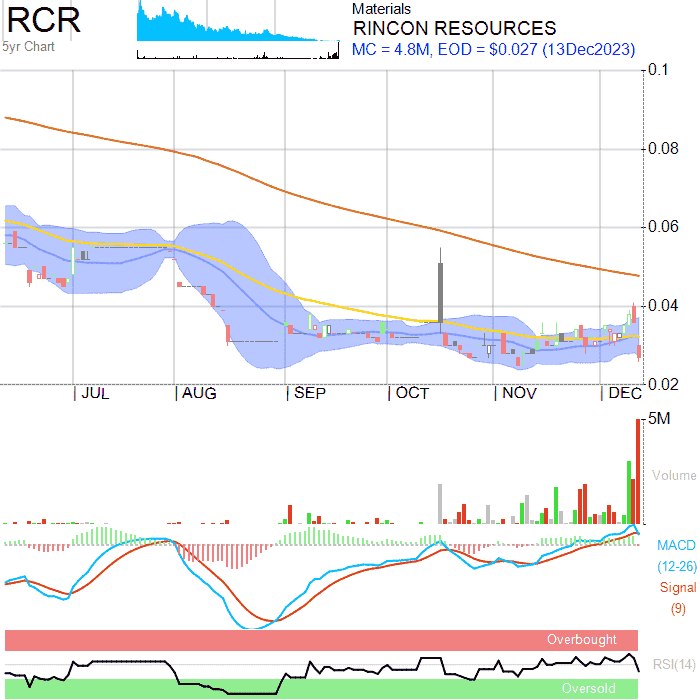 RCR
5yr Chart
Materials
RINCON RESOURCES
MC = 4.8M, EOD = $0.027 (13Dec2023)
0.1
0.08
0.06
0.04
0.02
JUL AUG SEP OCT NOV DEC
5M
Volume
MACD
(12-26)
Signal
(9)
Overbought
RSI(14)
Oversold